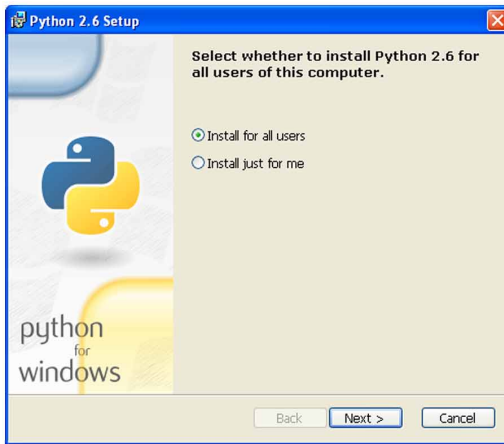 Python 2.6 Setup
Select whether to install Python 2.6 for
all users of this computer.
Install for all users
Install just for me
python
for
windows
Back
Next >
Cancel